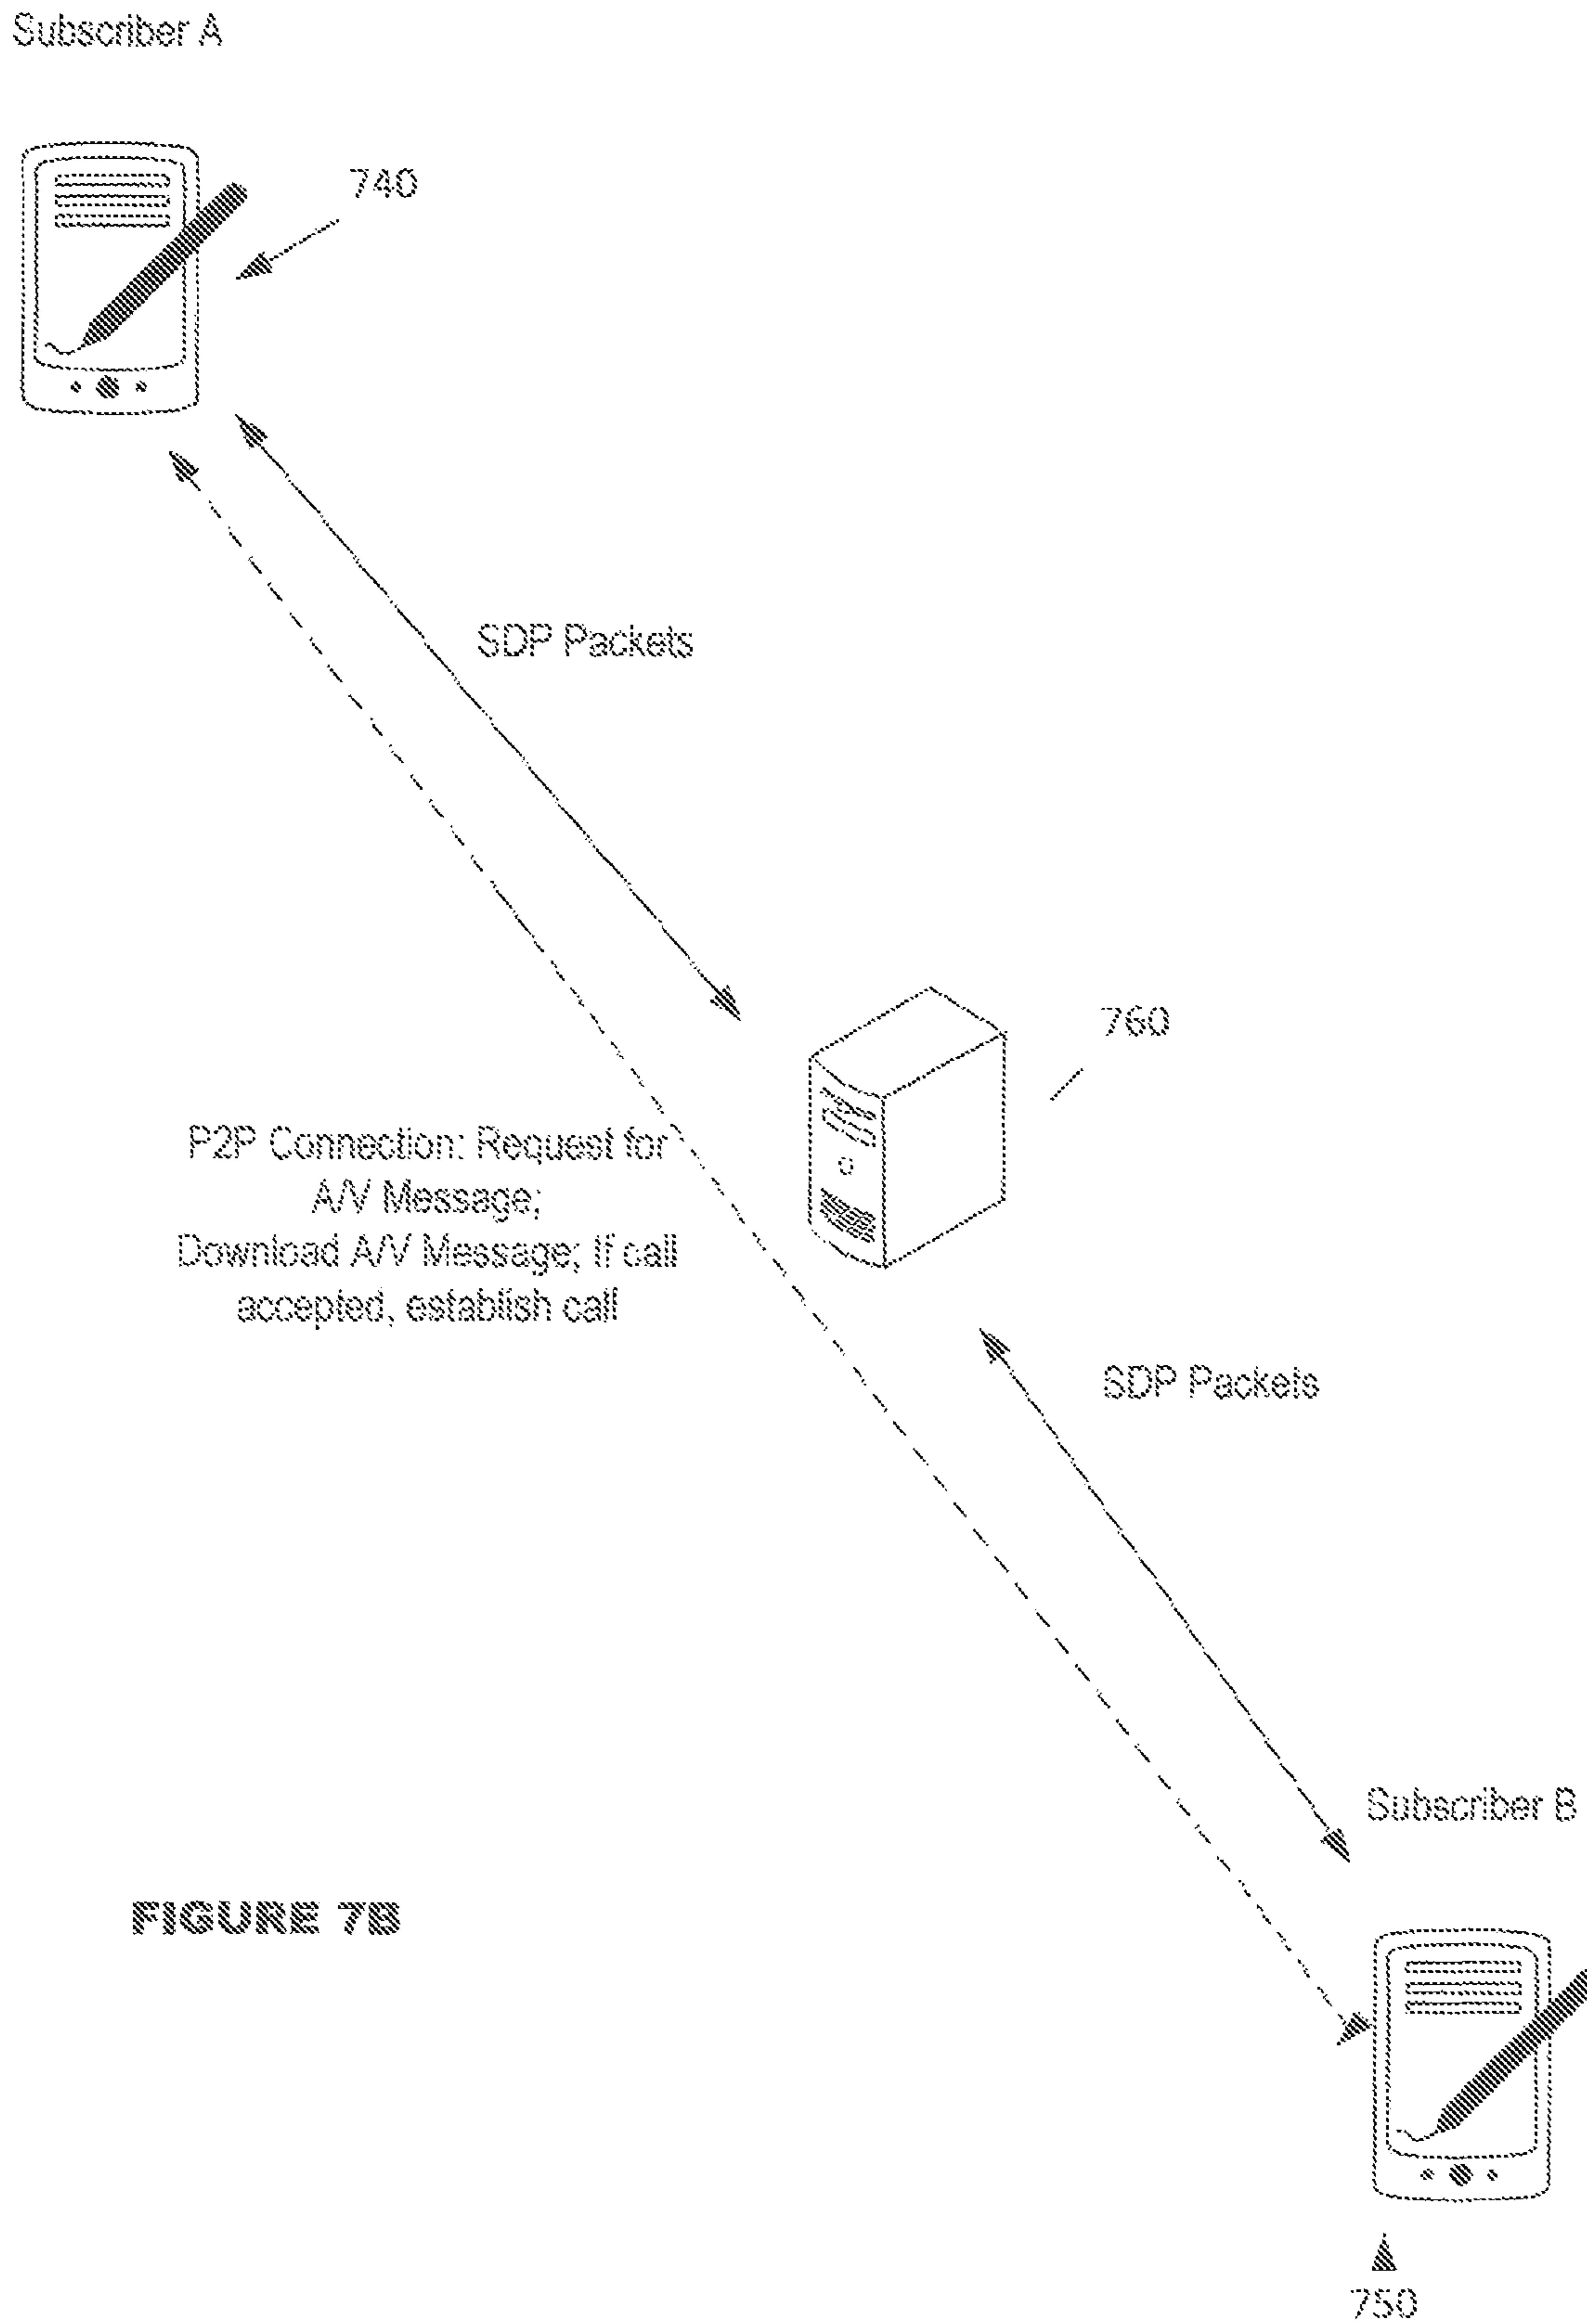 Subscriber A
740
SDP Packets
760
P2P Connection: Request for
A/V Message;
Download A/V Message; If call
accepted, establish call
SDP Packets
Subscriber B
FIGURE 7B
750